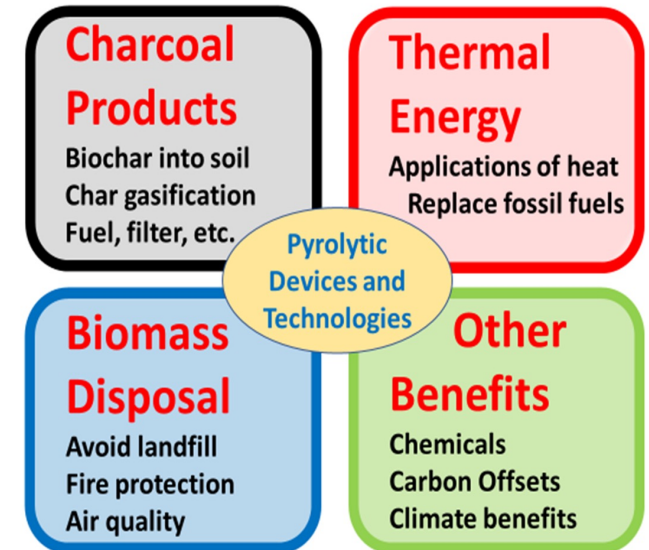 Charcoal
Products
Biochar into soil
Char gasification
Fuel, filter, etc.
Thermal
Energy
Applications of heat
Replace fossil fuels
Pyrolytic
Devices and
Technologies
Biomass
Disposal
Avoid landfill
Fire protection
Air quality
Other
Benefits
Chemicals
Carbon Offsets
Climate benefits